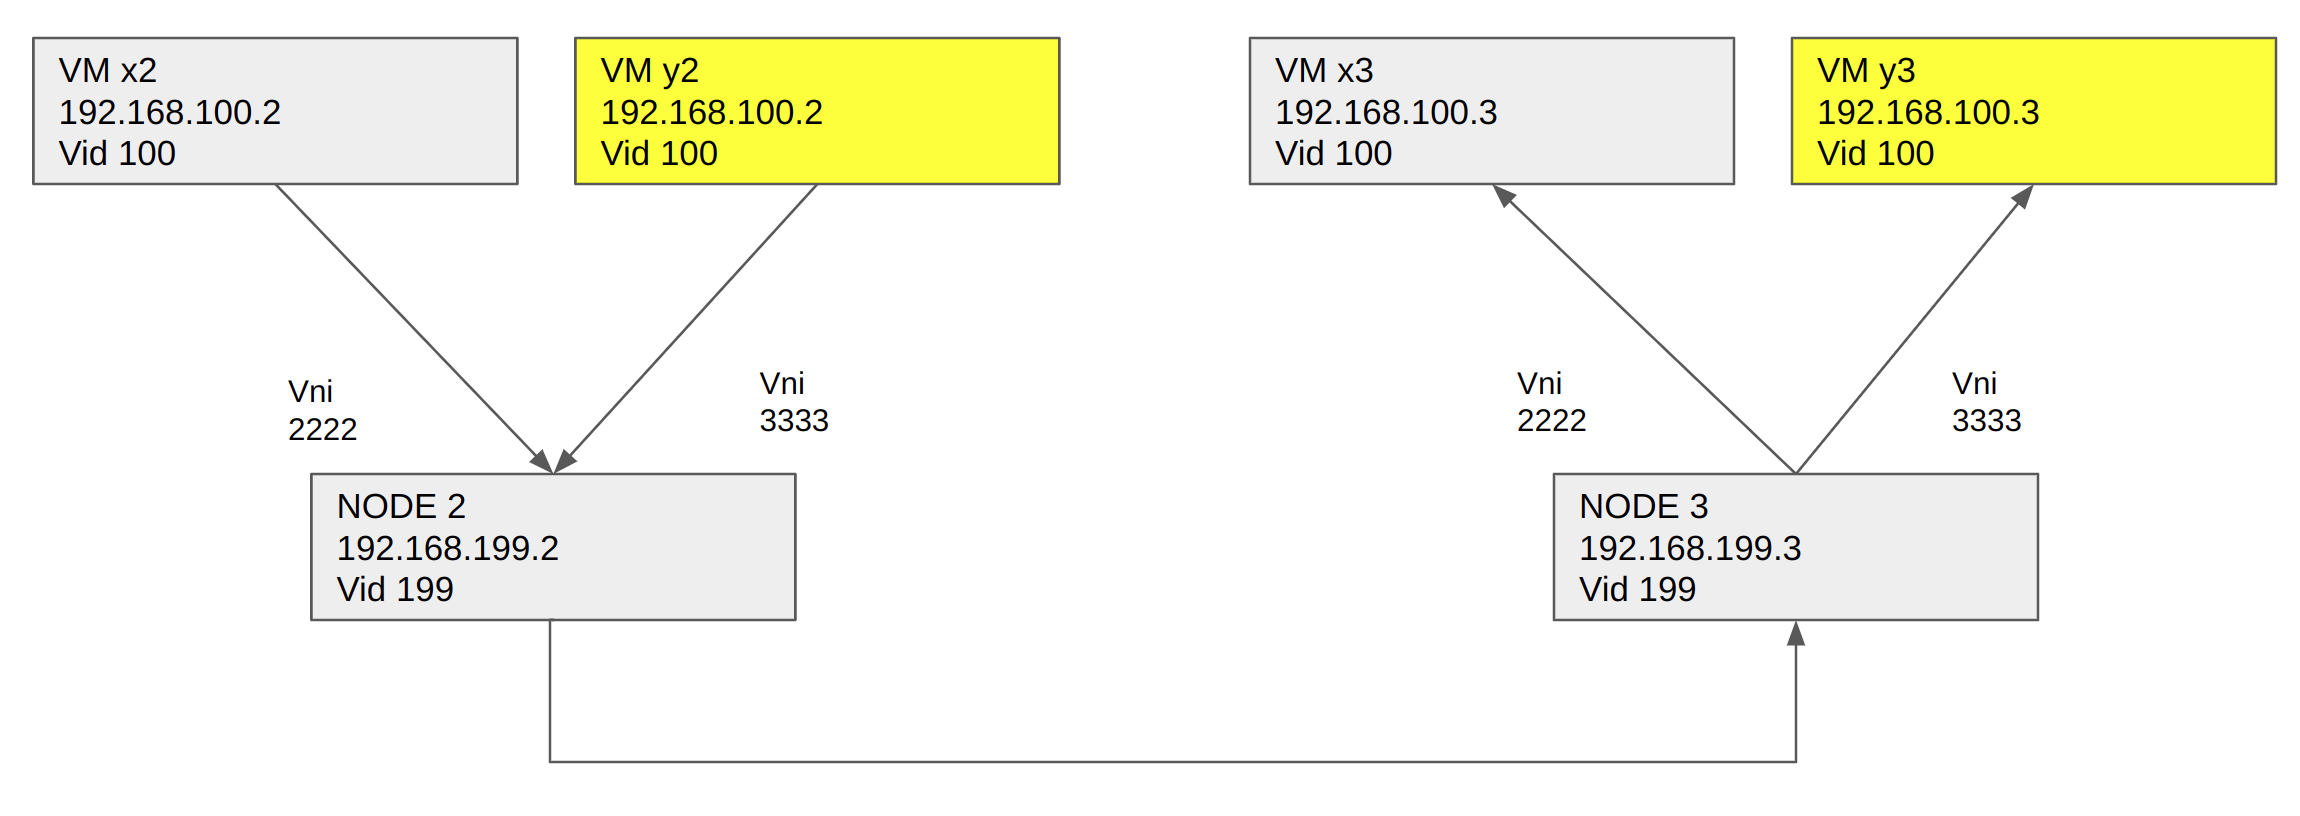 VM x2
192.168.100.2
Vid 100
VM y2
192.168.100.2
Vid 100
VM x3
192.168.100.3
Vid 100
VM y3
192.168.100.3
Vid 100
Vni
2222
Vni
3333
Vni
2222
Vni
3333
NODE 2
192.168.199.2
Vid 199
NODE 3
192.168.199.3
Vid 199